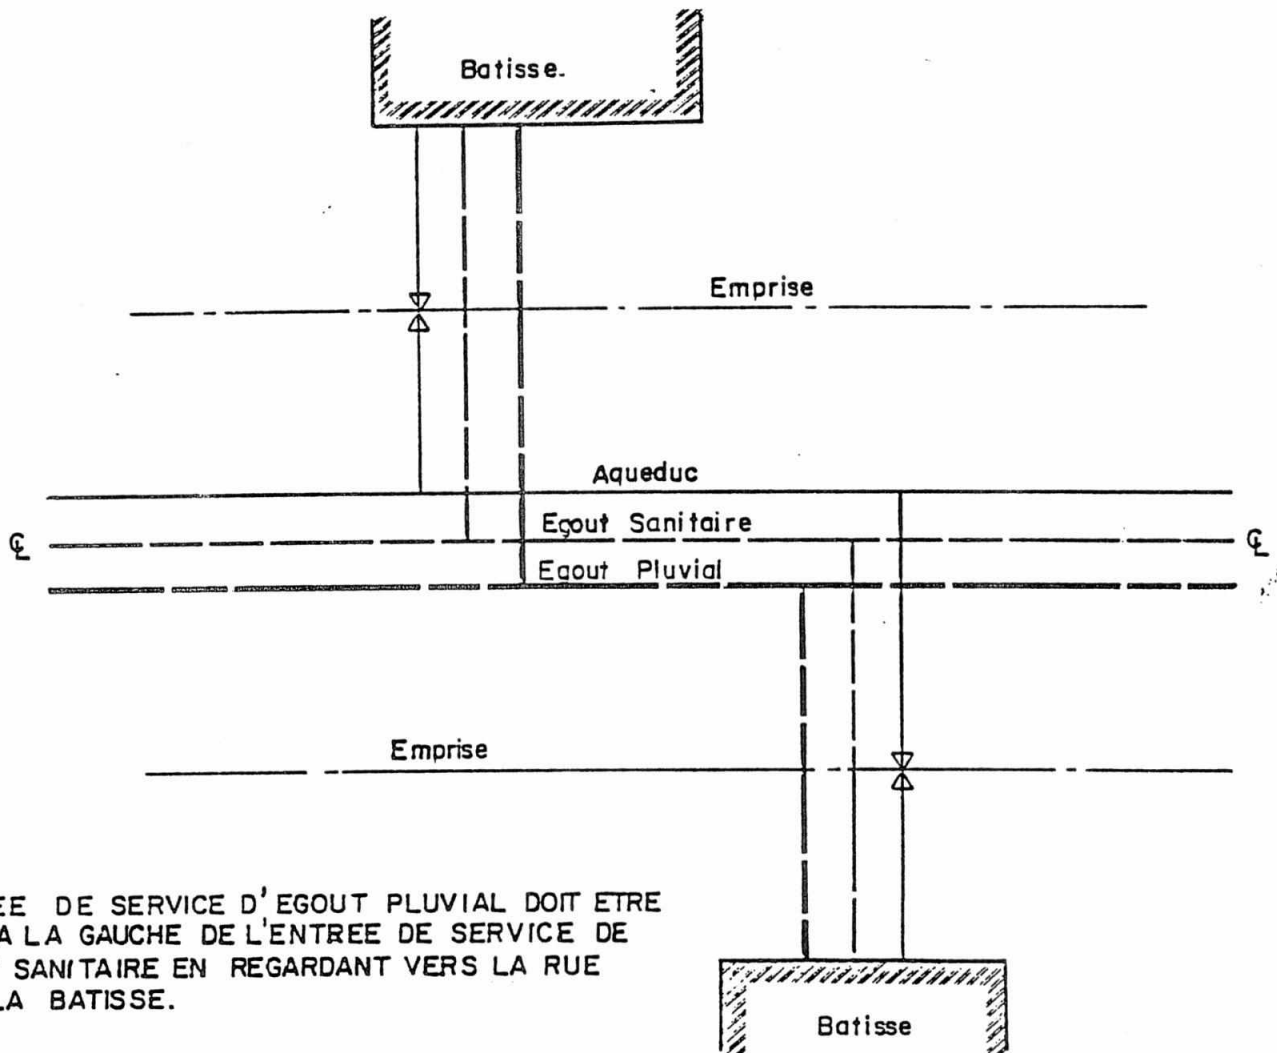 Batisse.
Emprise
Aqueduc
Egout Sanitaire
℄ ℄
Egout Pluvial
Emprise
EE DE SERVICE D'EGOUT PLUVIAL DOIT ETRE
A LA GAUCHE DE L'ENTREE DE SERVICE DE
SANITAIRE EN REGARDANT VERS LA RUE
LA BATISSE.
Batisse